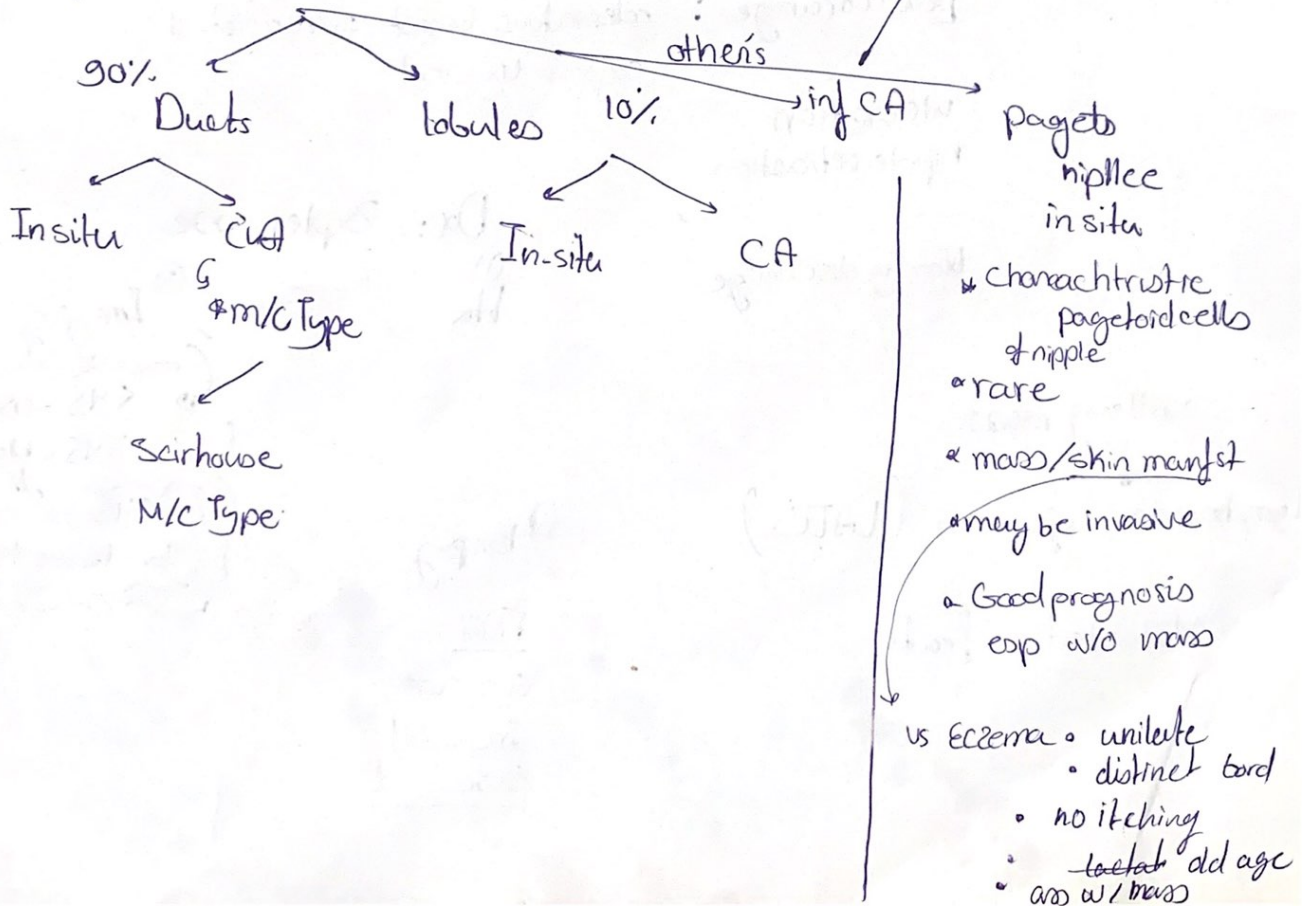 others
90%
Ducts
lobules
10%
inf CA
pagets
nipllee
in situ
Insitu
CA
In-situ
CA
m/c Type
Scirhouse
M/C Type
Charachtrstic
pagetoid cells
of nipple
rare
mass/skin manfst
may be invasive
Good prognosis
esp w/o mass
vs Eczema • unilate
• distinct bord
• no itching
• old age
• ass w/mass